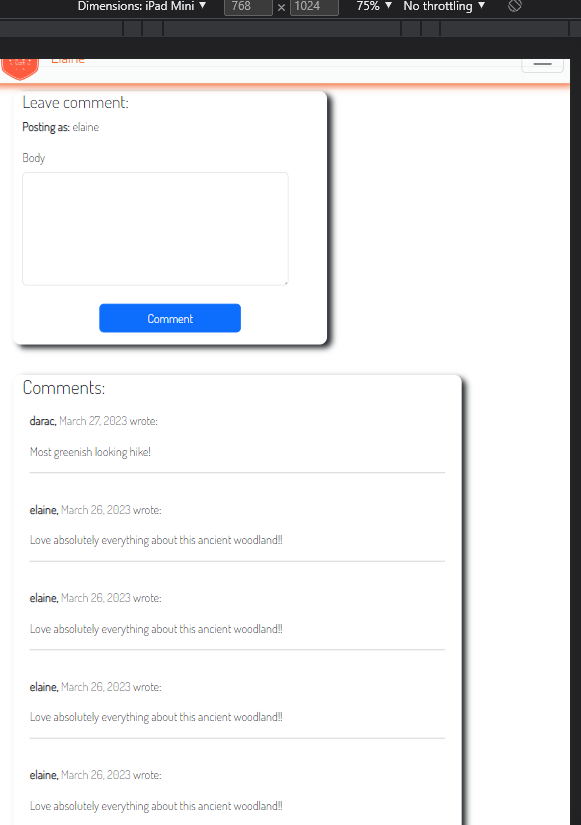 Dimensions: iPad Mini ▼ 768 × 1024 75% ▼ No throttling ▼
Elaine
Leave comment:
Posting as: elaine
Body
Comment
Comments:
darac, March 27, 2023 wrote:
Most greenish looking hike!
elaine, March 26, 2023 wrote:
Love absolutely everything about this ancient woodland!!
elaine, March 26, 2023 wrote:
Love absolutely everything about this ancient woodland!!
elaine, March 26, 2023 wrote:
Love absolutely everything about this ancient woodland!!
elaine, March 26, 2023 wrote:
Love absolutely everything about this ancient woodland!!